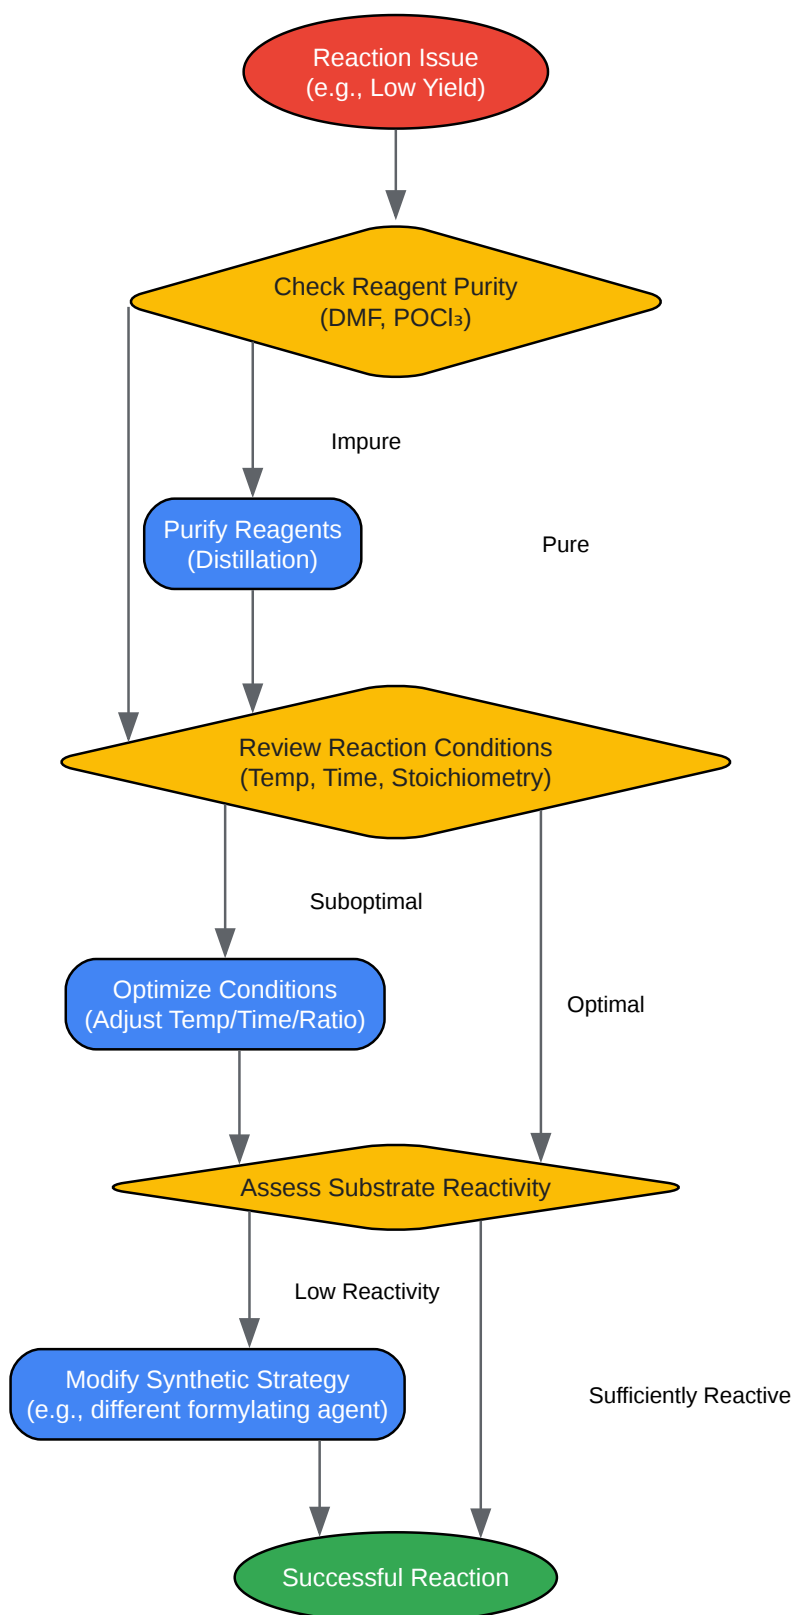 Reaction Issue
(e.g., Low Yield)
Check Reagent Purity
(DMF, POCl₃)
Impure
Purify Reagents
(Distillation)
Pure
Review Reaction Conditions
(Temp, Time, Stoichiometry)
Suboptimal
Optimize Conditions
(Adjust Temp/Time/Ratio)
Optimal
Assess Substrate Reactivity
Low Reactivity
Modify Synthetic Strategy
(e.g., different formylating agent)
Sufficiently Reactive
Successful Reaction